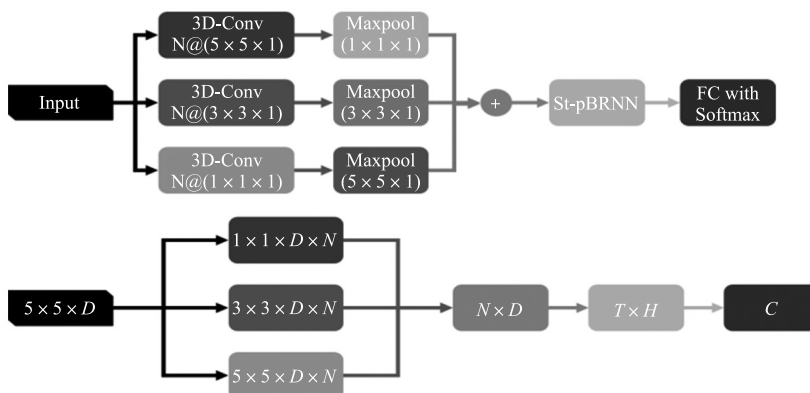 3D-Conv
N@(5 × 5 × 1)
Maxpool
(1 × 1 × 1)
Input
3D-Conv
N@(3 × 3 × 1)
Maxpool
(3 × 3 × 1)
+
St-pBRNN
FC with
Softmax
3D-Conv
N@(1 × 1 × 1)
Maxpool
(5 × 5 × 1)
1 × 1 × D × N
5 × 5 × D
3 × 3 × D × N
N × D
T × H
C
5 × 5 × D × N